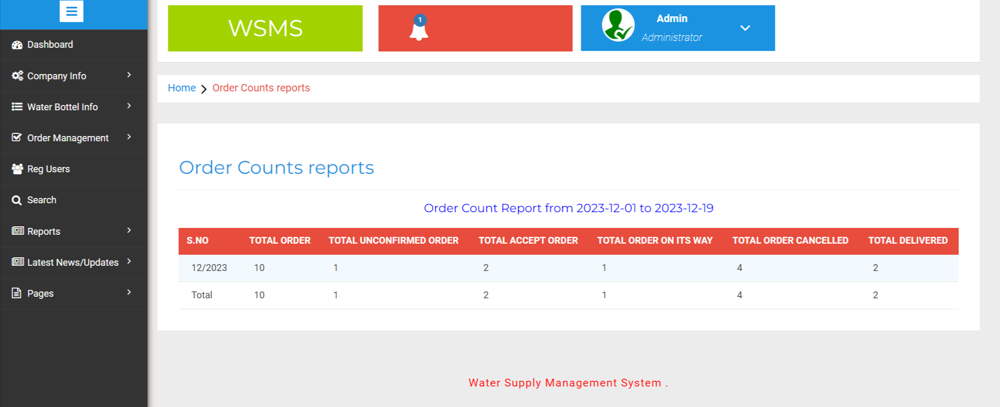 WSMS
1
Admin
Administrator
Dashboard
Company Info
Water Bottel Info
Order Management
Reg Users
Search
Reports
Latest News/Updates
Pages
Home
Order Counts reports
Order Counts reports
Order Count Report from 2023-12-01 to 2023-12-19
S.NO TOTAL ORDER TOTAL UNCONFIRMED ORDER TOTAL ACCEPT ORDER TOTAL ORDER ON ITS WAY TOTAL ORDER CANCELLED TOTAL DELIVERED
12/2023 10 1 2 1 4 2
Total 10 1 2 1 4 2
Water Supply Management System .